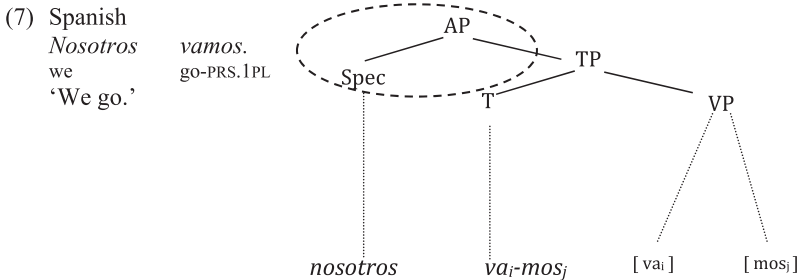 (7) Spanish
Nosotros vamos.
we go-PRS.1PL
‘We go.’
AP
Spec
TP
T
VP
nosotros
vaᵢ-mosⱼ
[ vaᵢ ]
[ mosⱼ ]